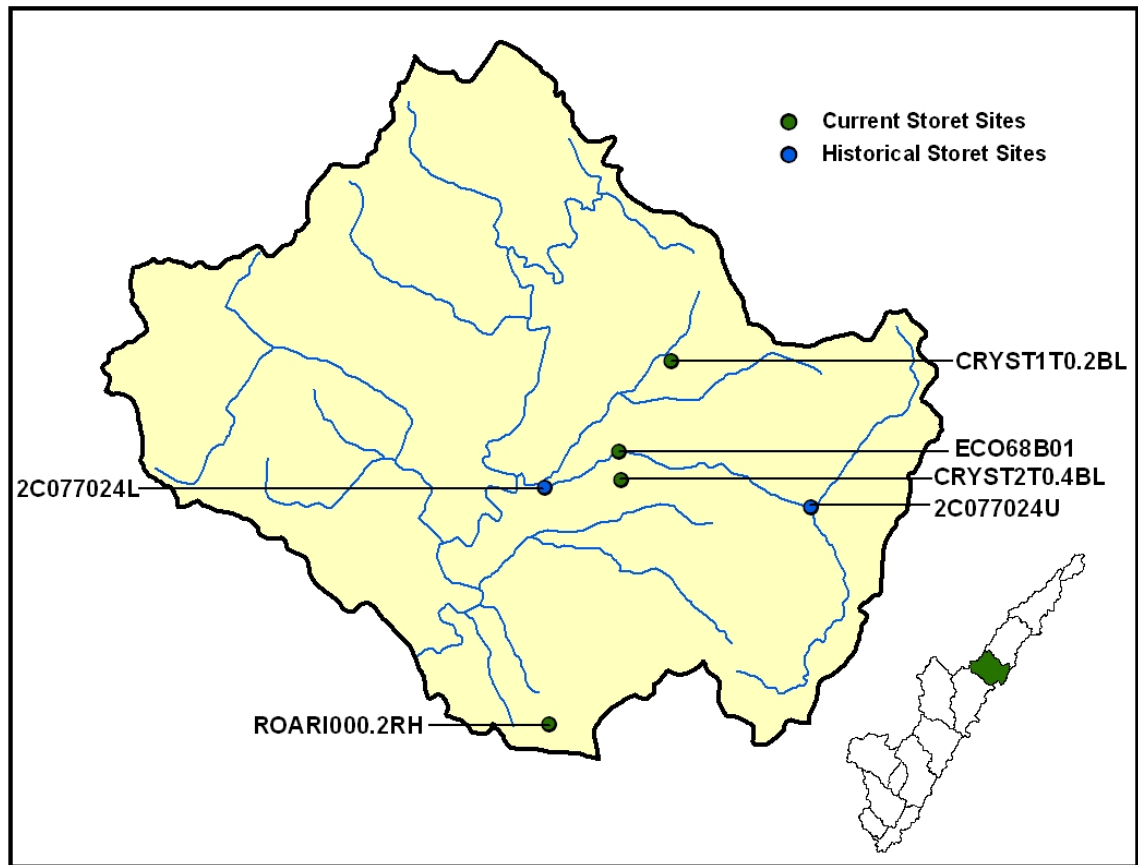 Current Storet Sites
Historical Storet Sites
CRYST1T0.2BL
ECO68B01
CRYST2T0.4BL
2C077024L
2C077024U
ROARI000.2RH